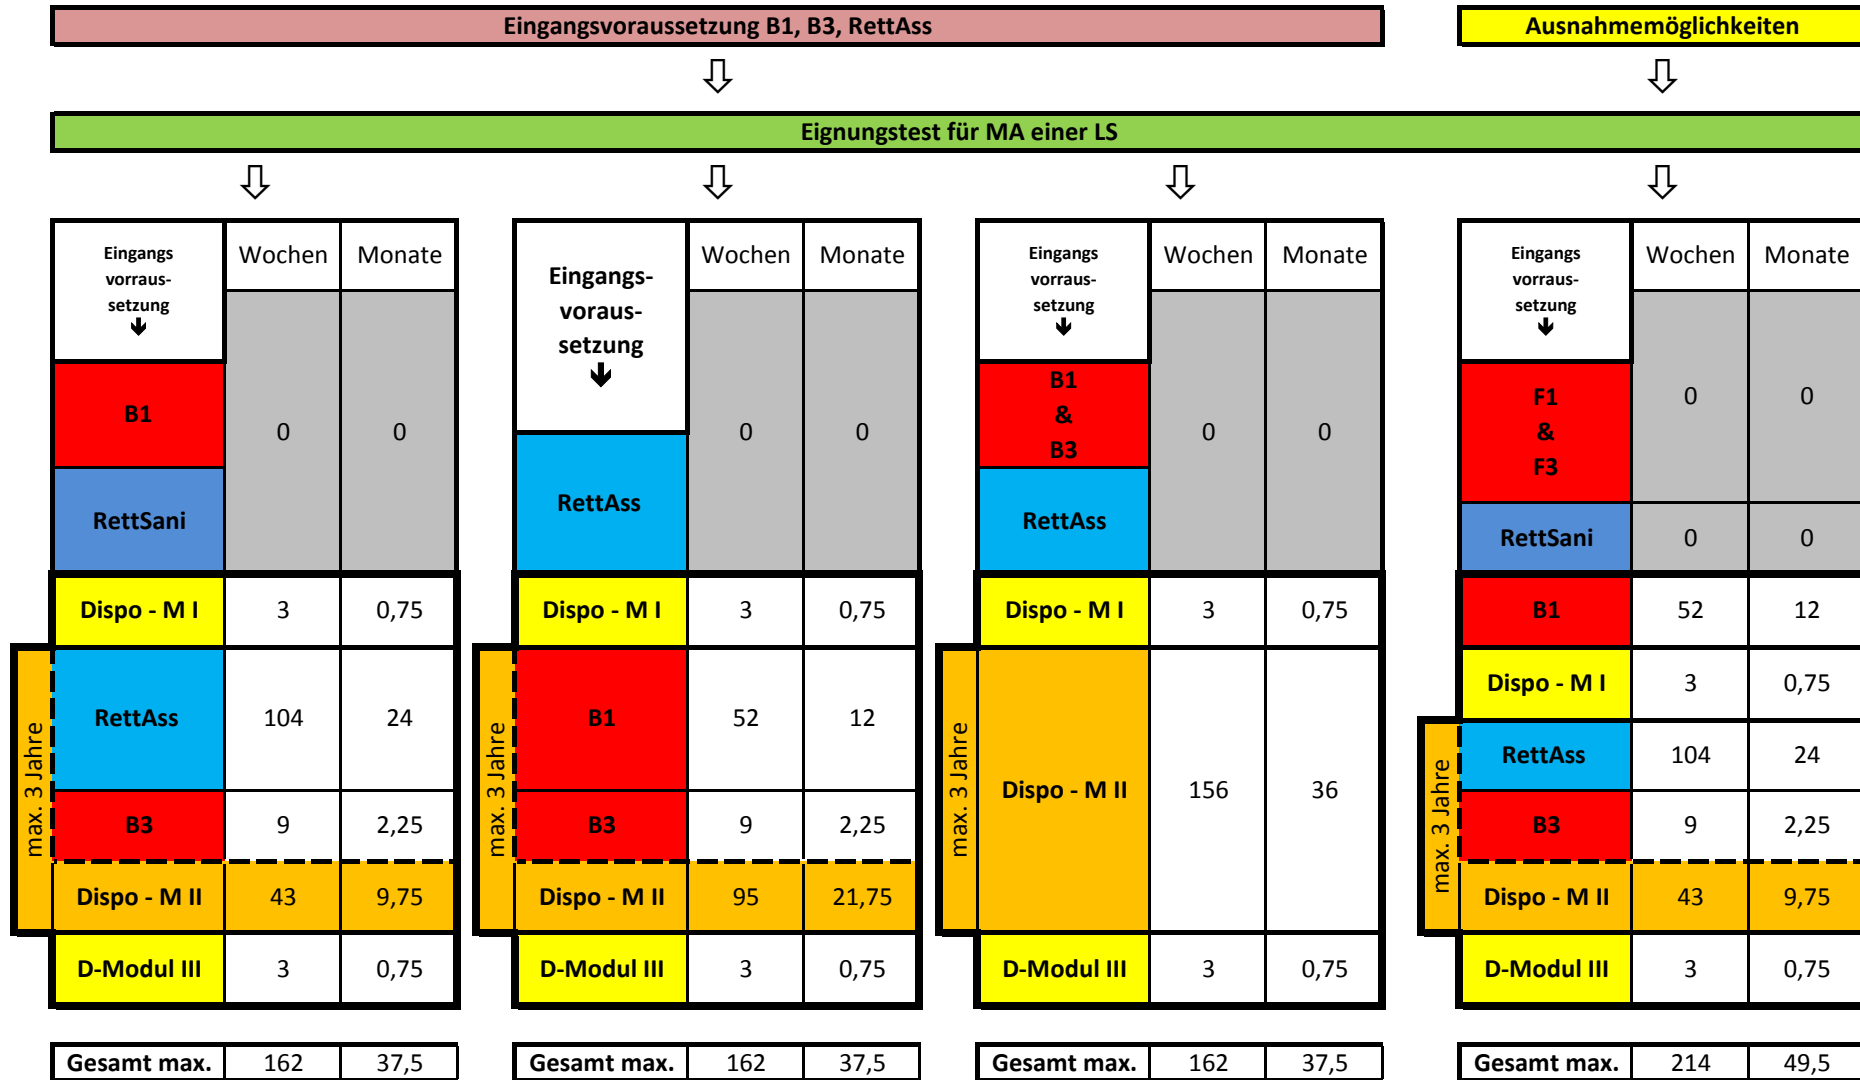 Eingangsvoraussetzung B1, B3, RettAss
Ausnahmemöglichkeiten
Eignungstest für MA einer LS
Eingangs
vorraus-
setzung
Wochen Monate
B1
RettSani
0 0
Dispo - M I 3 0,75
max. 3 Jahre
RettAss 104 24
B3 9 2,25
Dispo - M II 43 9,75
D-Modul III 3 0,75
Gesamt max. 162 37,5
Eingangs-
voraus-
setzung
Wochen Monate
RettAss
0 0
Dispo - M I 3 0,75
max. 3 Jahre
B1 52 12
B3 9 2,25
Dispo - M II 95 21,75
D-Modul III 3 0,75
Gesamt max. 162 37,5
Eingangs
vorraus-
setzung
Wochen Monate
B1
&
B3
RettAss
0 0
Dispo - M I 3 0,75
max. 3 Jahre
Dispo - M II 156 36
D-Modul III 3 0,75
Gesamt max. 162 37,5
Eingangs
vorraus-
setzung
Wochen Monate
F1
&
F3
0 0
RettSani 0 0
B1 52 12
Dispo - M I 3 0,75
max. 3 Jahre
RettAss 104 24
B3 9 2,25
Dispo - M II 43 9,75
D-Modul III 3 0,75
Gesamt max. 214 49,5